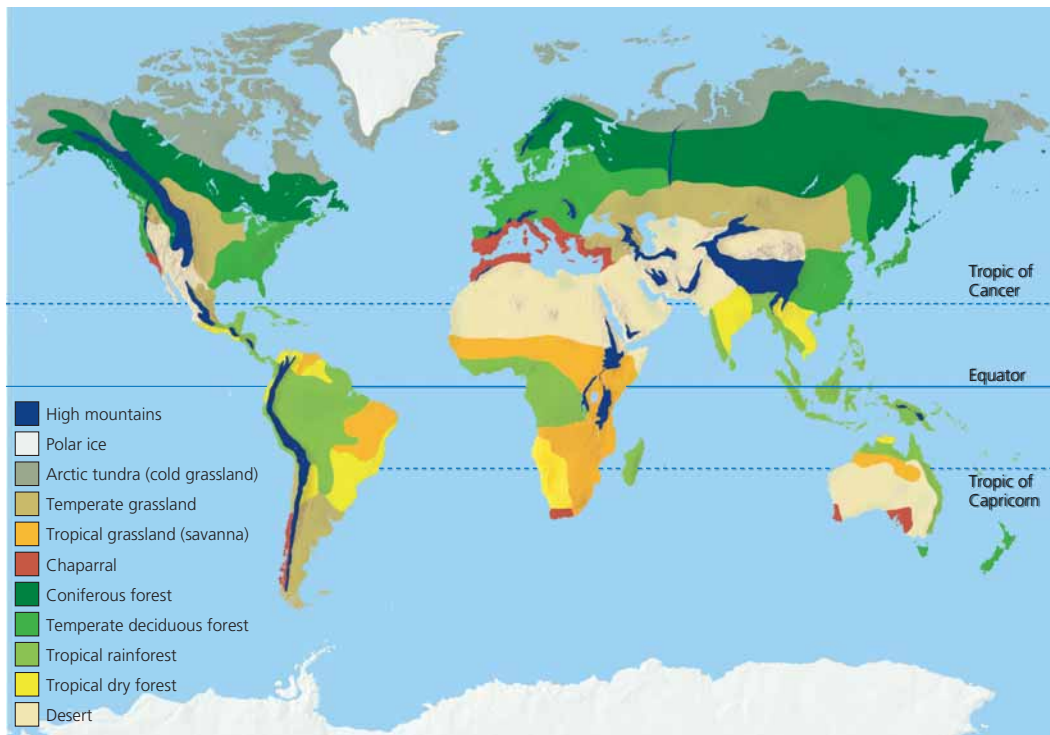 Tropic of
Cancer
Equator
Tropic of
Capricorn
High mountains
Polar ice
Arctic tundra (cold grassland)
Temperate grassland
Tropical grassland (savanna)
Chaparral
Coniferous forest
Temperate deciduous forest
Tropical rainforest
Tropical dry forest
Desert